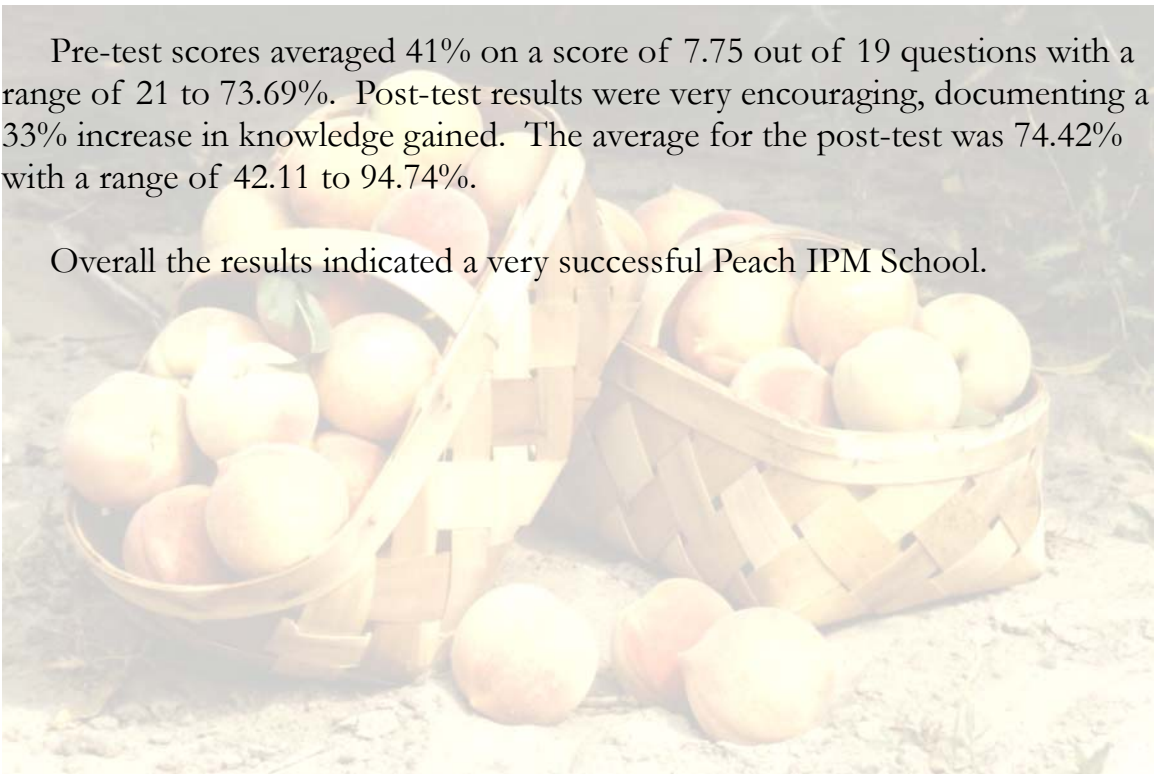 Pre-test scores averaged 41% on a score of 7.75 out of 19 questions with a
range of 21 to 73.69%. Post-test results were very encouraging, documenting a
33% increase in knowledge gained. The average for the post-test was 74.42%
with a range of 42.11 to 94.74%.
Overall the results indicated a very successful Peach IPM School.